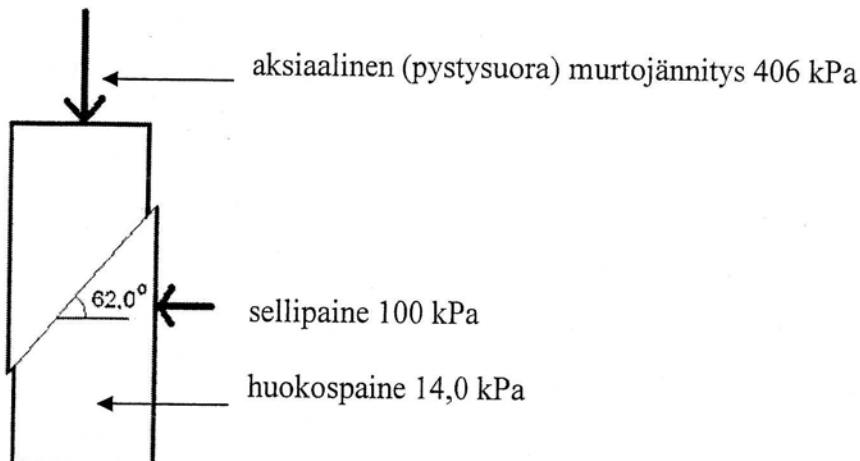 aksiaalinen (pystysuora) murtojännitys 406 kPa
62.0°
sellipaine 100 kPa
huokospaine 14,0 kPa